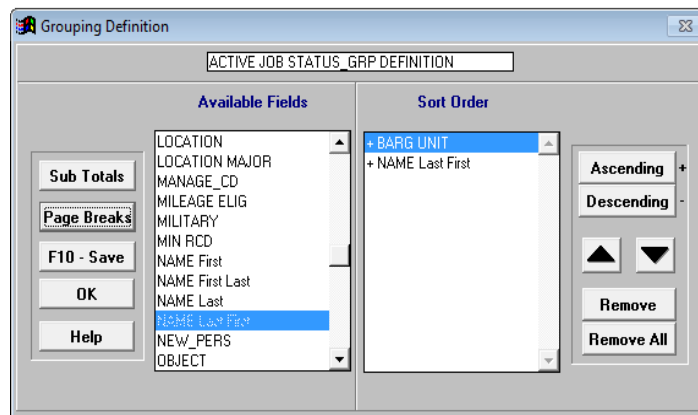 Grouping Definition
ACTIVE JOB STATUS_GRP DEFINITION
Available Fields
Sort Order
Sub Totals
Page Breaks
F10 - Save
OK
Help
LOCATION
LOCATION MAJOR
MANAGE_CD
MILEAGE ELIG
MILITARY
MIN RCD
NAME First
NAME First Last
NAME Last
NAME Last First
NEW_PERS
OBJECT
+ BARG UNIT
+ NAME Last First
Ascending +
Descending -
Remove
Remove All